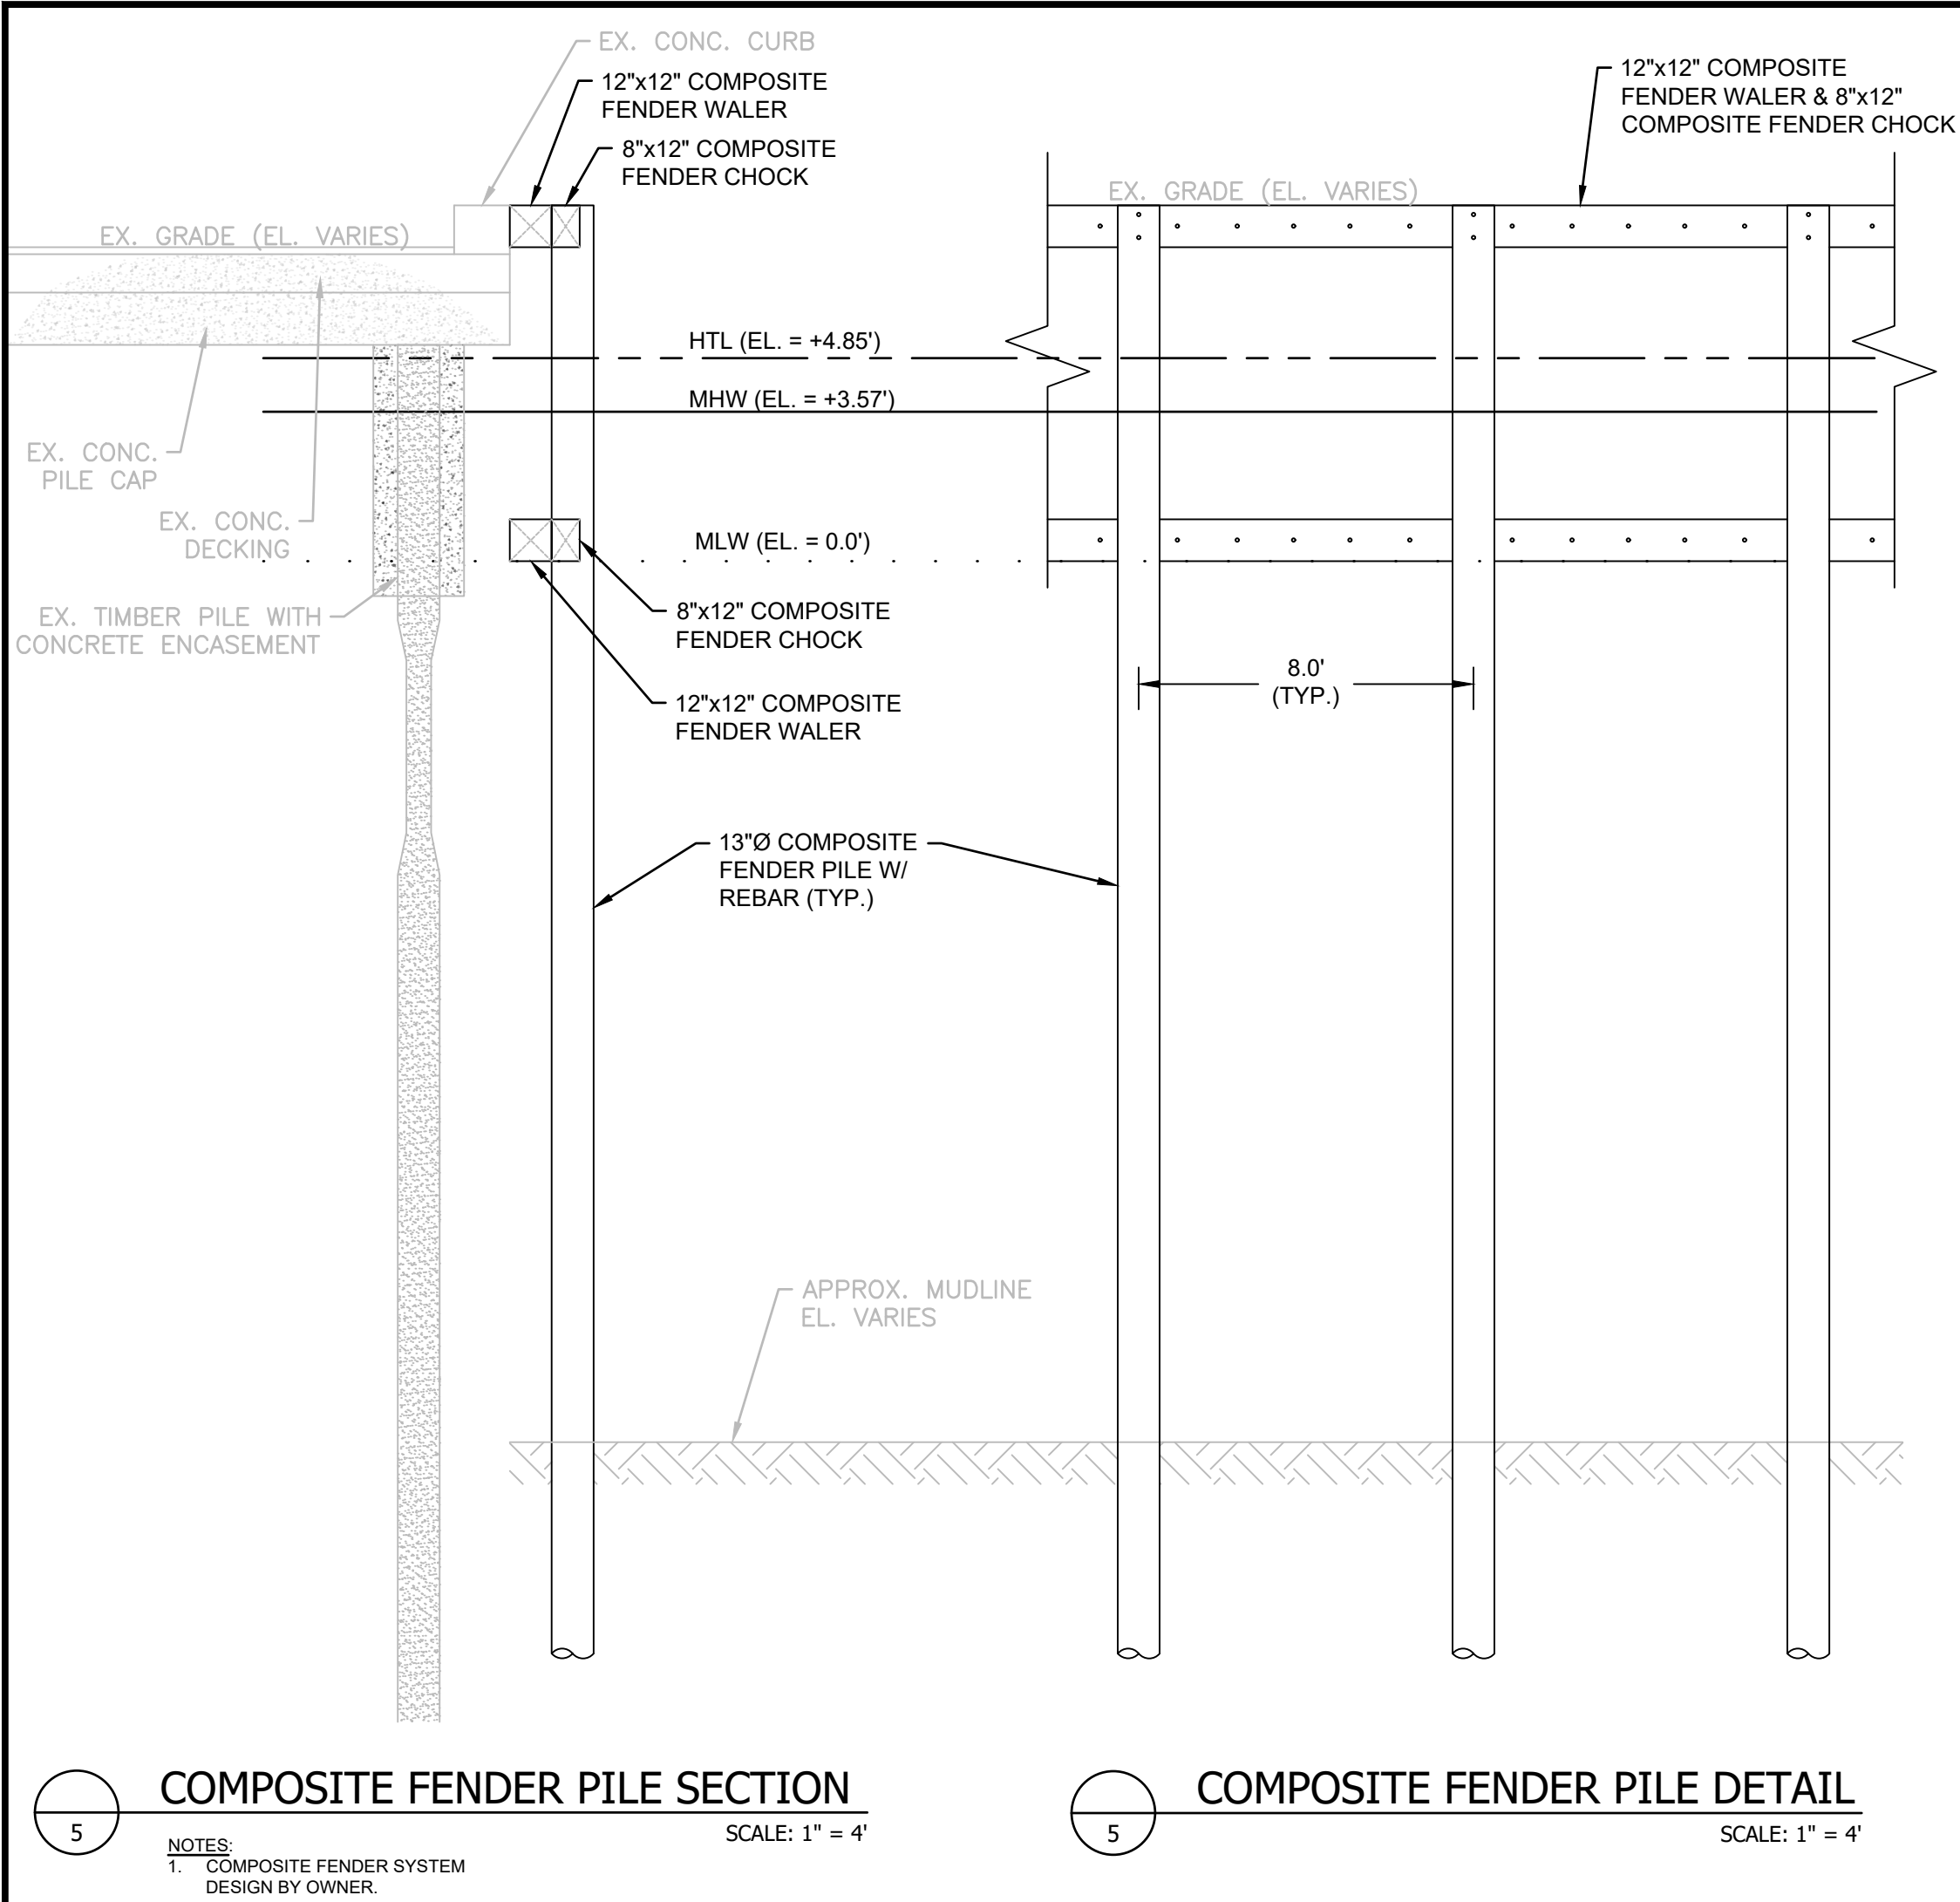 EX. CONC. CURB
12"x12" COMPOSITE
FENDER WALER
8"x12" COMPOSITE
FENDER CHOCK
12"x12" COMPOSITE
FENDER WALER & 8"x12"
COMPOSITE FENDER CHOCK
EX. GRADE (EL. VARIES)
EX. GRADE (EL. VARIES)
HTL (EL. = +4.85')
MHW (EL. = +3.57')
EX. CONC.
PILE CAP
EX. CONC.
DECKING
MLW (EL. = 0.0')
EX. TIMBER PILE WITH
CONCRETE ENCASEMENT
8"x12" COMPOSITE
FENDER CHOCK
12"x12" COMPOSITE
FENDER WALER
8.0'
(TYP.)
13"Ø COMPOSITE
FENDER PILE W/
REBAR (TYP.)
APPROX. MUDLINE
EL. VARIES
COMPOSITE FENDER PILE SECTION
5
SCALE: 1" = 4'
NOTES:
1. COMPOSITE FENDER SYSTEM
DESIGN BY OWNER.
COMPOSITE FENDER PILE DETAIL
5
SCALE: 1" = 4'